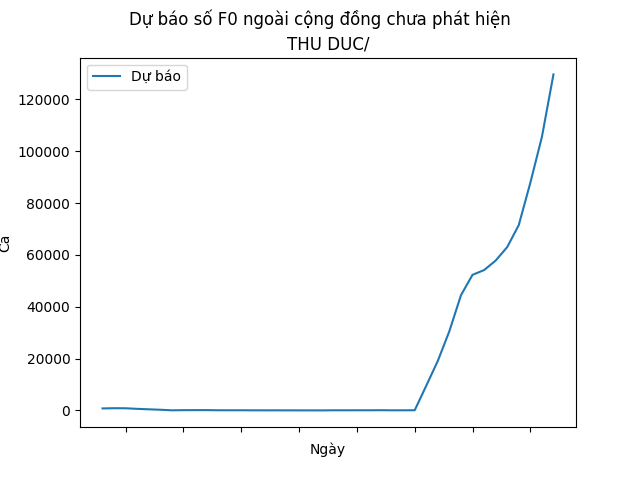 Dự báo số F0 ngoài cộng đồng chưa phát hiện
THU DUC/
Dự báo
120000
100000
80000
60000
40000
20000
0
Ca
Ngày